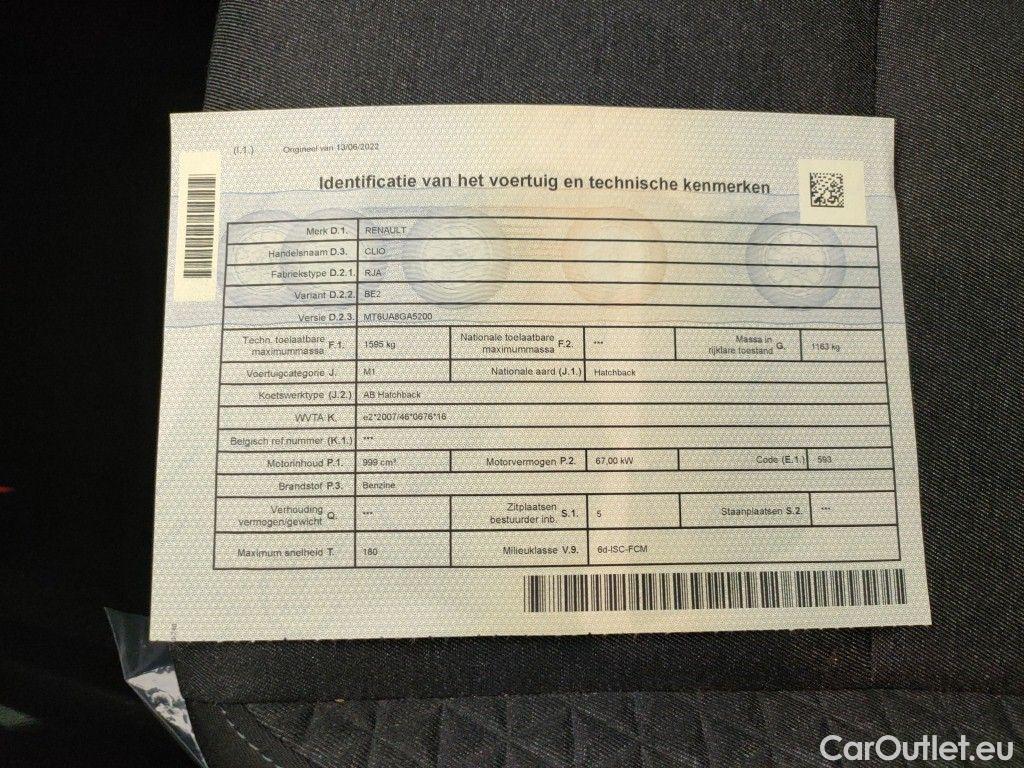 (I.1.) Origineel van 13/06/2022
Identificatie van het voertuig en technische kenmerken
Merk D.1. RENAULT
Handelsnaam D.3. CLIO
Fabriekstype D.2.1. RJA
Variant D.2.2. BE2
Versie D.2.3. MT6UA8GA5200
Techn. toelaatbare maximummassa F.1. 1595 kg Nationale toelaatbare maximummassa F.2. *** Massa in rijklare toestand G. 1163 kg
Voertuigcategorie J. M1 Nationale aard (J.1.) Hatchback
Koetswerktype (J.2.) AB Hatchback
WVTA K. e2*2007/46*0676*16
Belgisch ref.nummer (K.1.) ***
Motorinhoud P.1. 999 cm³ Motorvermogen P.2. 67,00 kW Code (E.1.) 593
Brandstof P.3. Benzine
Verhouding vermogen/gewicht Q. *** Zitplaatsen bestuurder inb. S.1. 5 Staanplaatsen S.2. ***
Maximum snelheid T. 180 Milieuklasse V.9. 6d-ISC-FCM
CarOutlet.eu